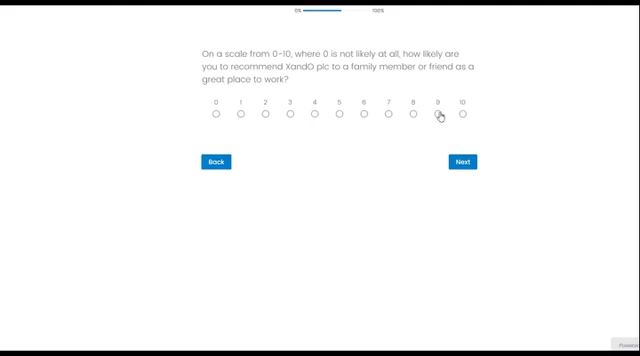 0% 100%
On a scale from 0-10, where 0 is not likely at all, how likely are
you to recommend XandO plc to a family member or friend as a
great place to work?
0 1 2 3 4 5 6 7 8 9 10
Back Next
Powere